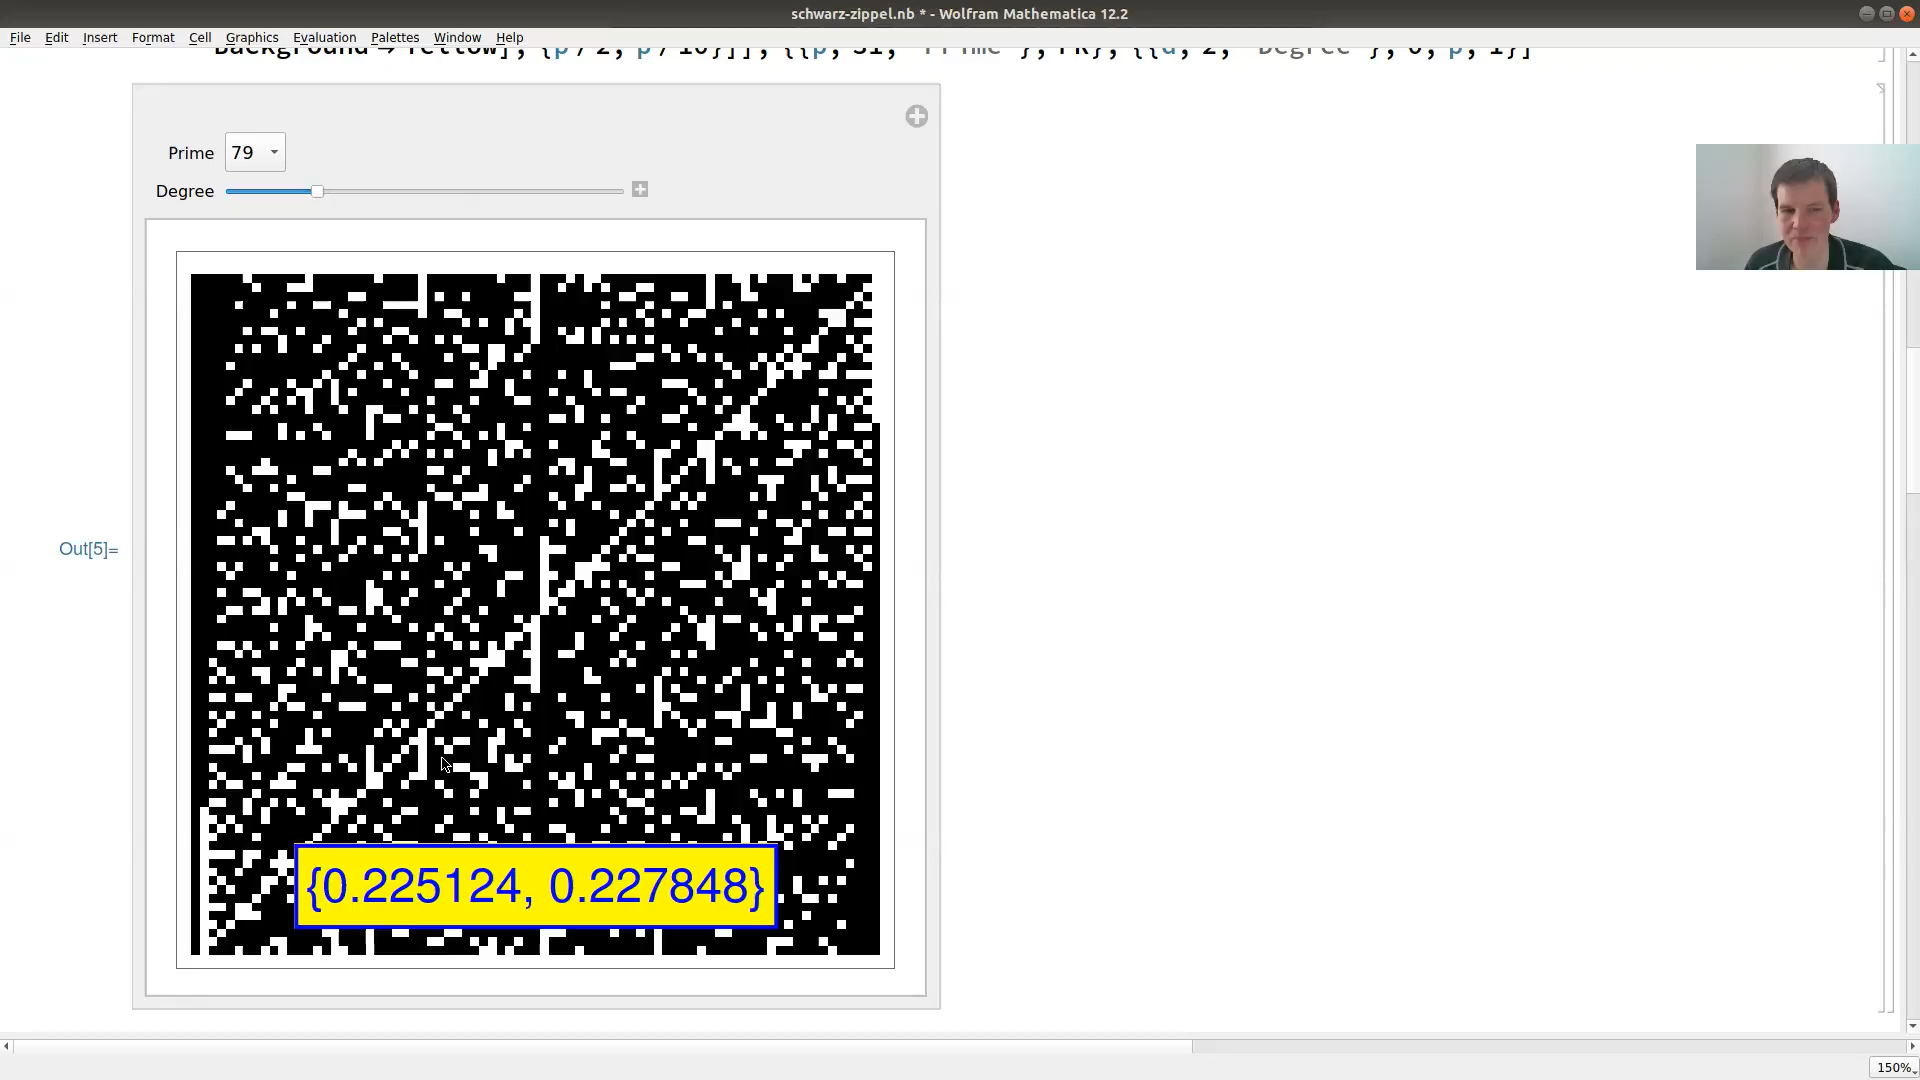 schwarz-zippel.nb * - Wolfram Mathematica 12.2
File Edit Insert Format Cell Graphics Evaluation Palettes Window Help
Prime 79
Degree
Out[5]=
{0.225124, 0.227848}
150%